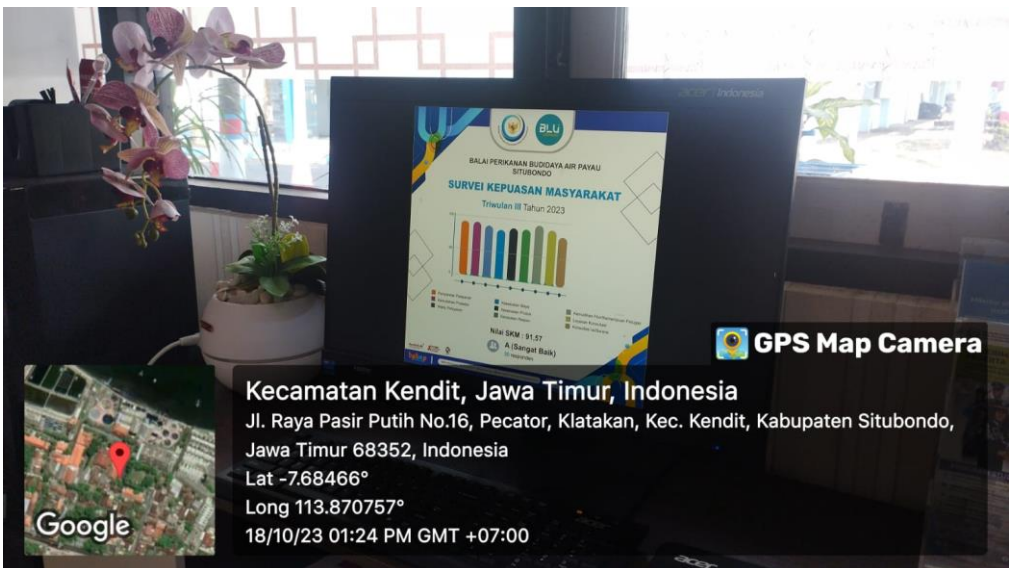 acer Indonesia
BLU
BALAI PERIKANAN BUDIDAYA AIR PAYAU
SITUBONDO
SURVEI KEPUASAN MASYARAKAT
Triwulan III Tahun 2023
Nilai SKM : 91,57
A (Sangat Baik)
GPS Map Camera
Kecamatan Kendit, Jawa Timur, Indonesia
Jl. Raya Pasir Putih No.16, Pecator, Klatakan, Kec. Kendit, Kabupaten Situbondo,
Jawa Timur 68352, Indonesia
Lat -7.68466°
Long 113.870757°
18/10/23 01:24 PM GMT +07:00
Google
acer